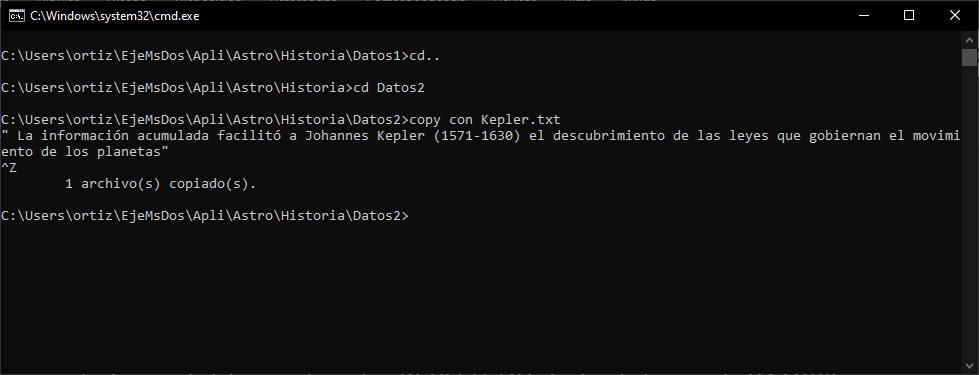 C:\Windows\system32\cmd.exe
C:\Users\ortiz\EjeMsDos\Apli\Astro\Historia\Datos1>cd..
C:\Users\ortiz\EjeMsDos\Apli\Astro\Historia>cd Datos2
C:\Users\ortiz\EjeMsDos\Apli\Astro\Historia\Datos2>copy con Kepler.txt
" La información acumulada facilitó a Johannes Kepler (1571-1630) el descubrimiento de las leyes que gobiernan el movimi
ento de los planetas"
^Z
        1 archivo(s) copiado(s).
C:\Users\ortiz\EjeMsDos\Apli\Astro\Historia\Datos2>